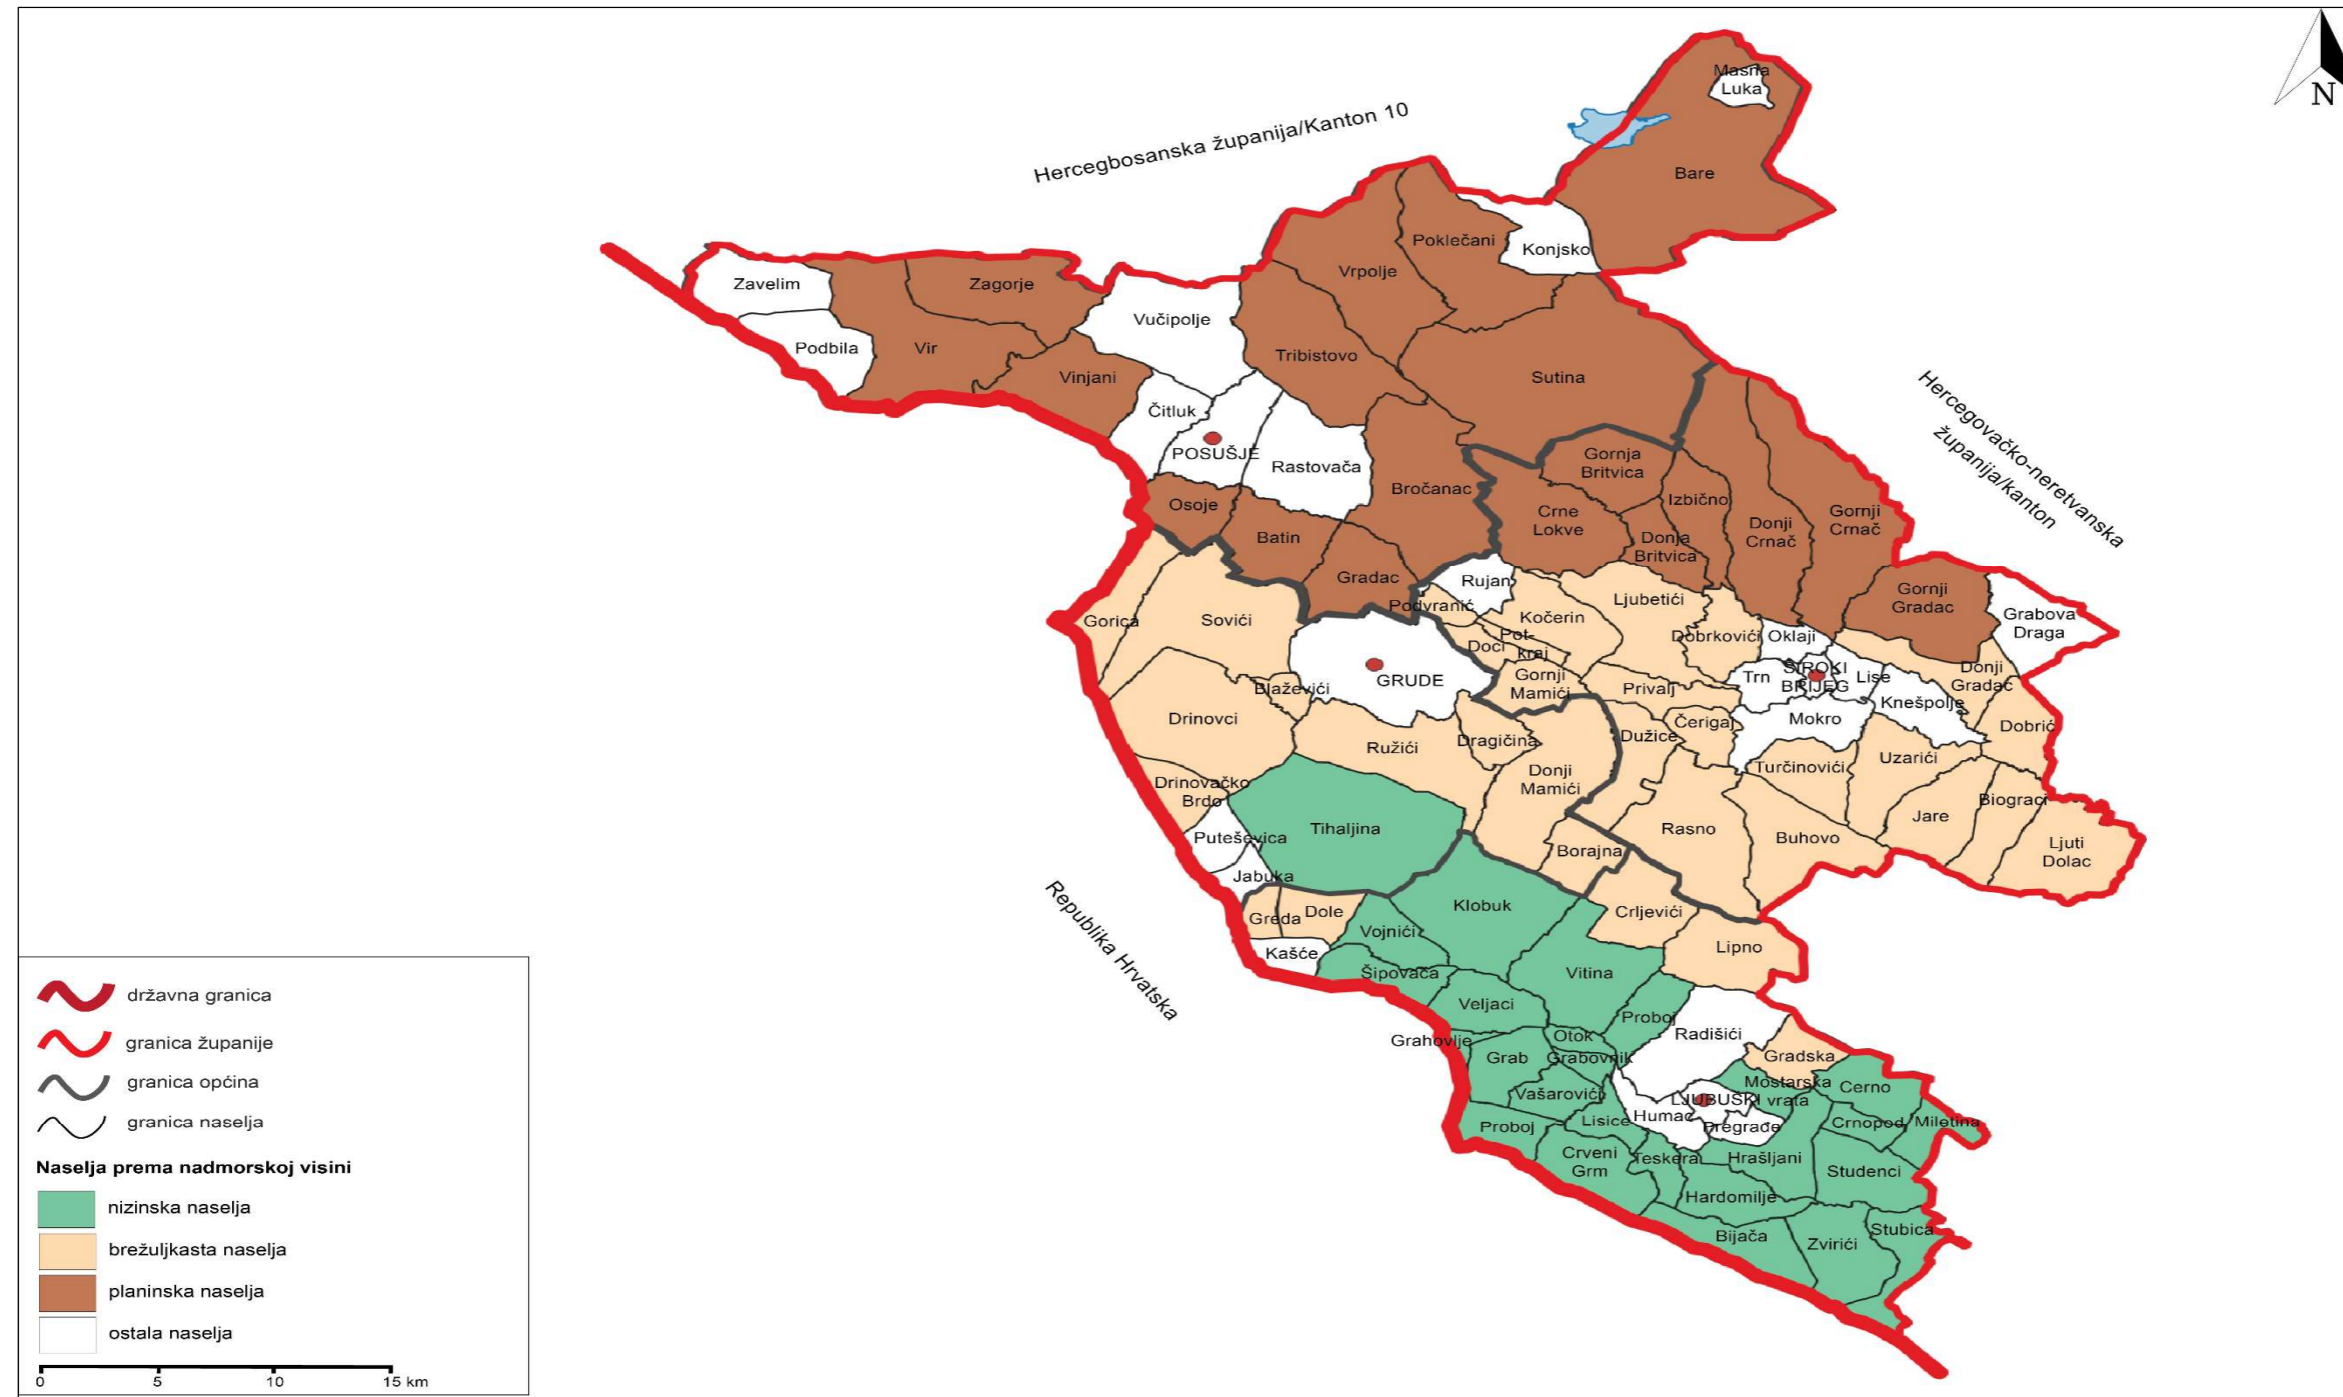 N
Hercegbosanska županija/Kanton 10
Hercegovačko-neretvanska
županija/kanton
Republika Hrvatska
Masna
Luka
Bare
Poklečani
Konjsko
Vrpolje
Zavelim
Zagorje
Vučipolje
Podbila
Vir
Vinjani
Tribistovo
Sutina
Čitluk
POSUŠJE
Rastovača
Bročanac
Gornja
Britvica
Izbično
Osoje
Batin
Crne
Lokve
Donja
Britvica
Donji
Crnač
Gornji
Crnač
Gradac
Rujan
Podvranić
Ljubetići
Gornji
Gradac
Grabova
Draga
Gorica
Sovići
Kočerin
Dobrkovići
Oklaji
Doci
Pot-
kraj
GRUDE
Gornji
Mamići
Privalj
Trn
ŠIROKI
BRIJEG
Lise
Donji
Gradac
Blaževići
Knešpolje
Drinovci
Čerigaj
Mokro
Dobrić
Ružići
Dragičina
Dužice
Donji
Mamići
Turčinovići
Uzarići
Drinovačko
Brdo
Biograci
Tihaljina
Rasno
Buhovo
Jare
Puteševica
Borajna
Ljuti
Dolac
Jabuka
Greda
Dole
Klobuk
Crljevići
Vojnići
Kašće
Lipno
Šipovača
Vitina
Veljaci
Proboj
Radišići
Grahovlje
Otok
Grab
Grabovnik
Gradska
Vašarovići
Mostarska
vrata
Cerno
LJUBUŠKI
Humac
Pregrađe
Lisice
Proboj
Crnopod
Miletina
Crveni
Grm
Teskera
Hrašljani
Studenci
Hardomilje
Bijača
Zvirići
Stubica
državna granica
granica županije
granica općina
granica naselja
Naselja prema nadmorskoj visini
nizinska naselja
brežuljkasta naselja
planinska naselja
ostala naselja
0 5 10 15 km